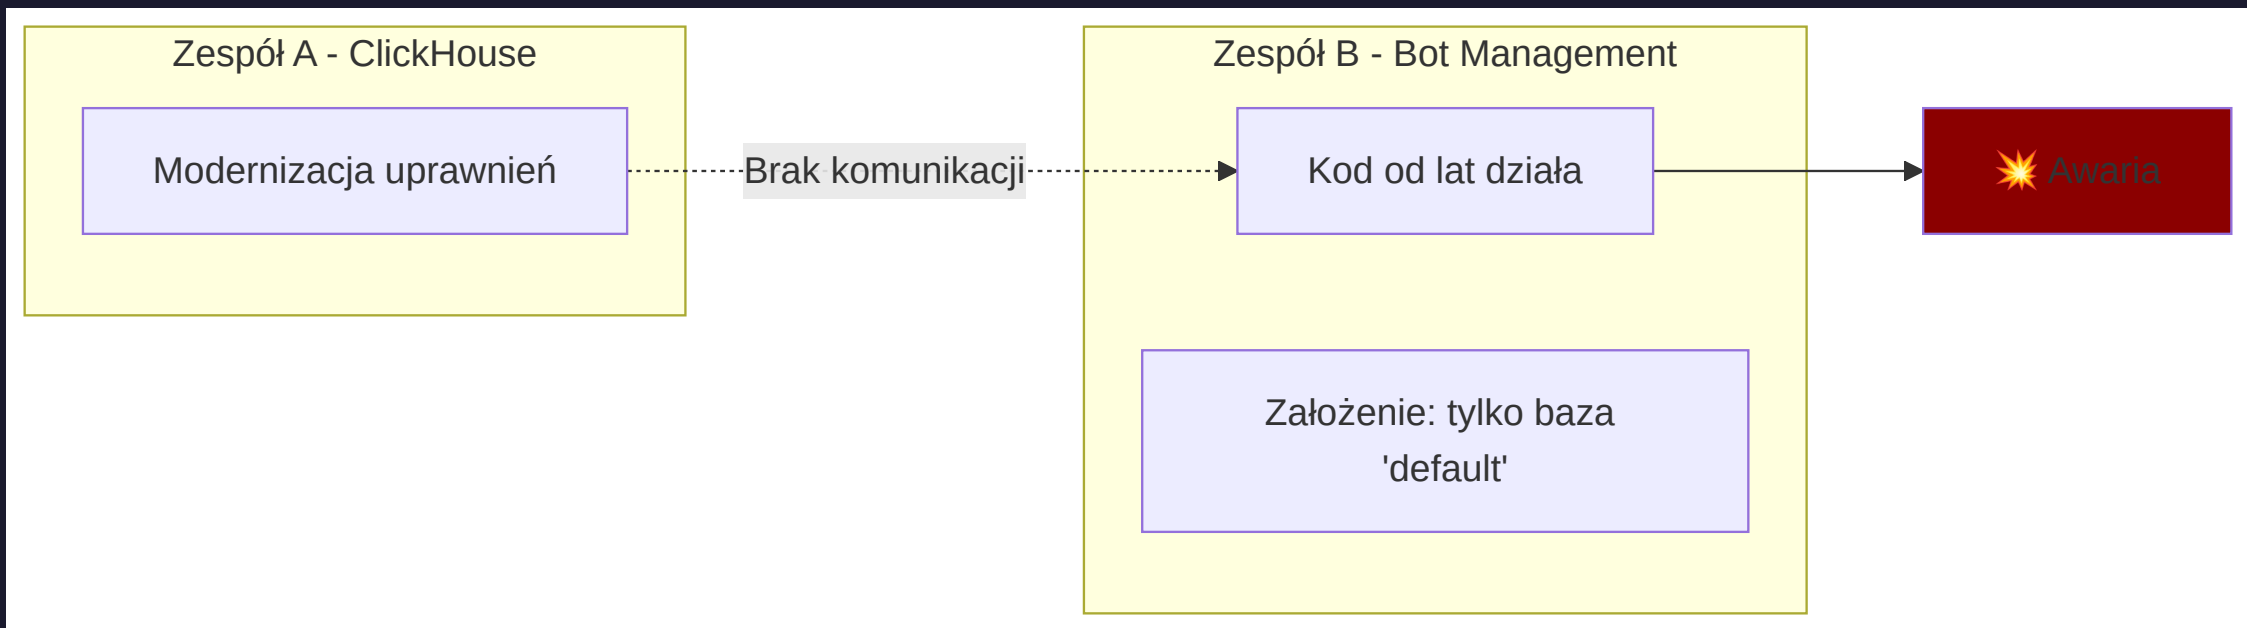 Zespół A - ClickHouse
Modernizacja uprawnień
Brak komunikacji
Zespół B - Bot Management
Kod od lat działa
Założenie: tylko baza
'default'
💥 Awaria